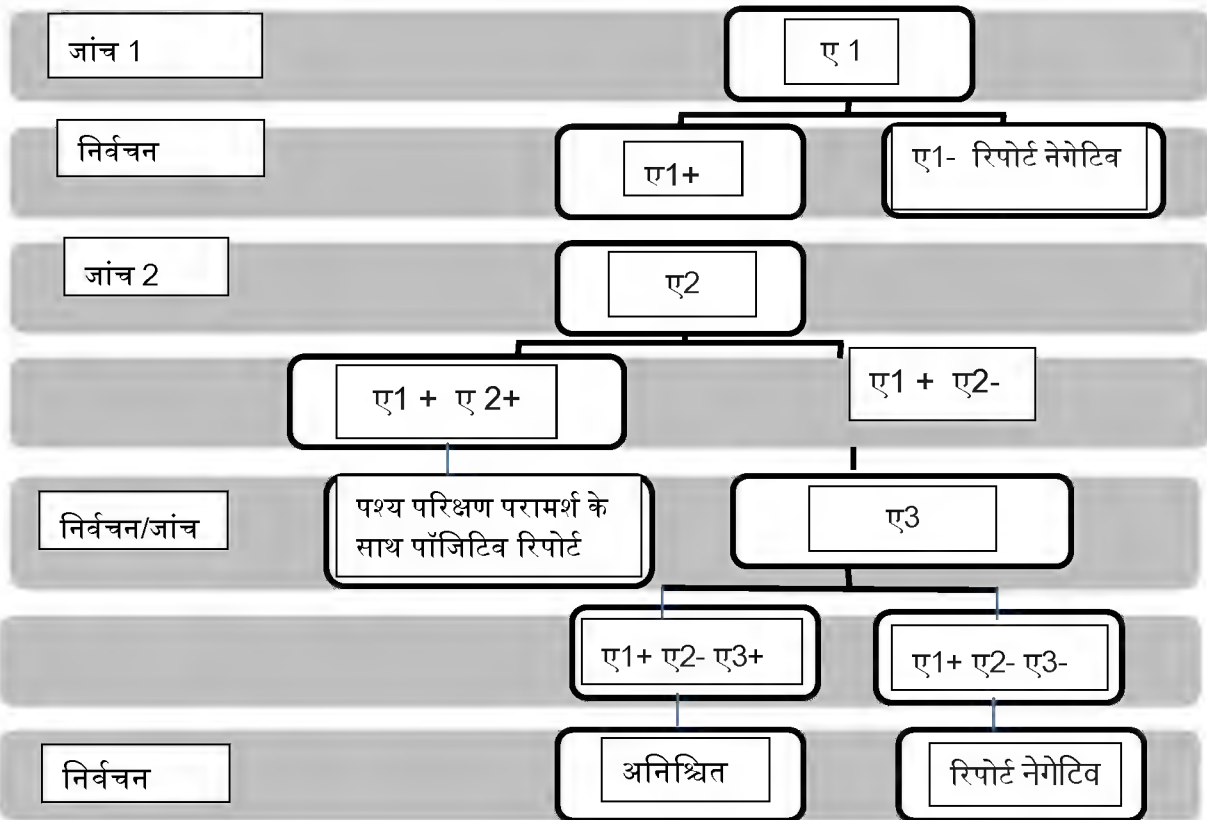 जांच 1
ए 1
निर्वचन
ए1+
ए1- रिपोर्ट नेगेटिव
जांच 2
ए2
ए1 + ए 2+
ए1 + ए2-
निर्वचन/जांच
पश्य परिक्षण परामर्श के
साथ पॉजिटिव रिपोर्ट
ए3
ए1+ ए2- ए3+
ए1+ ए2- ए3-
निर्वचन
अनिश्चित
रिपोर्ट नेगेटिव